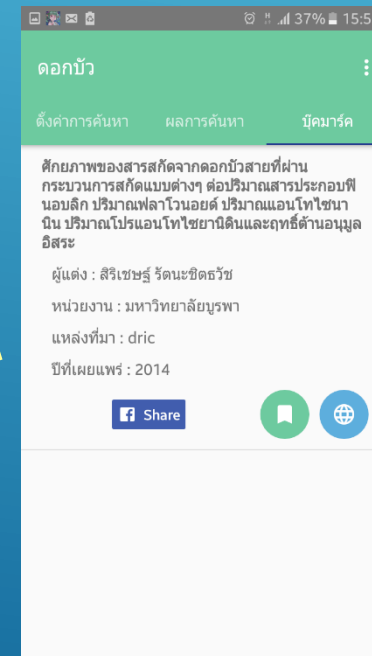 37% 15:5
ดอกบัว
ตั้งค่าการค้นหา ผลการค้นหา บุ๊คมาร์ค
ศักยภาพของสารสกัดจากดอกบัวสายที่ผ่าน
กระบวนการสกัดแบบต่างๆ ต่อปริมาณสารประกอบฟี
นอบลิก ปริมาณฟลาโวนอยด์ ปริมาณแอนโทไซนา
นิน ปริมาณโปรแอนโทไซยานิดินและฤทธิ์ต้านอนุมูล
อิสระ
ผู้แต่ง : สิริเชษฐ์ รัตนะชิตธวัช
หน่วยงาน : มหาวิทยาลัยบูรพา
แหล่งที่มา : dric
ปีที่เผยแพร่ : 2014
f Share